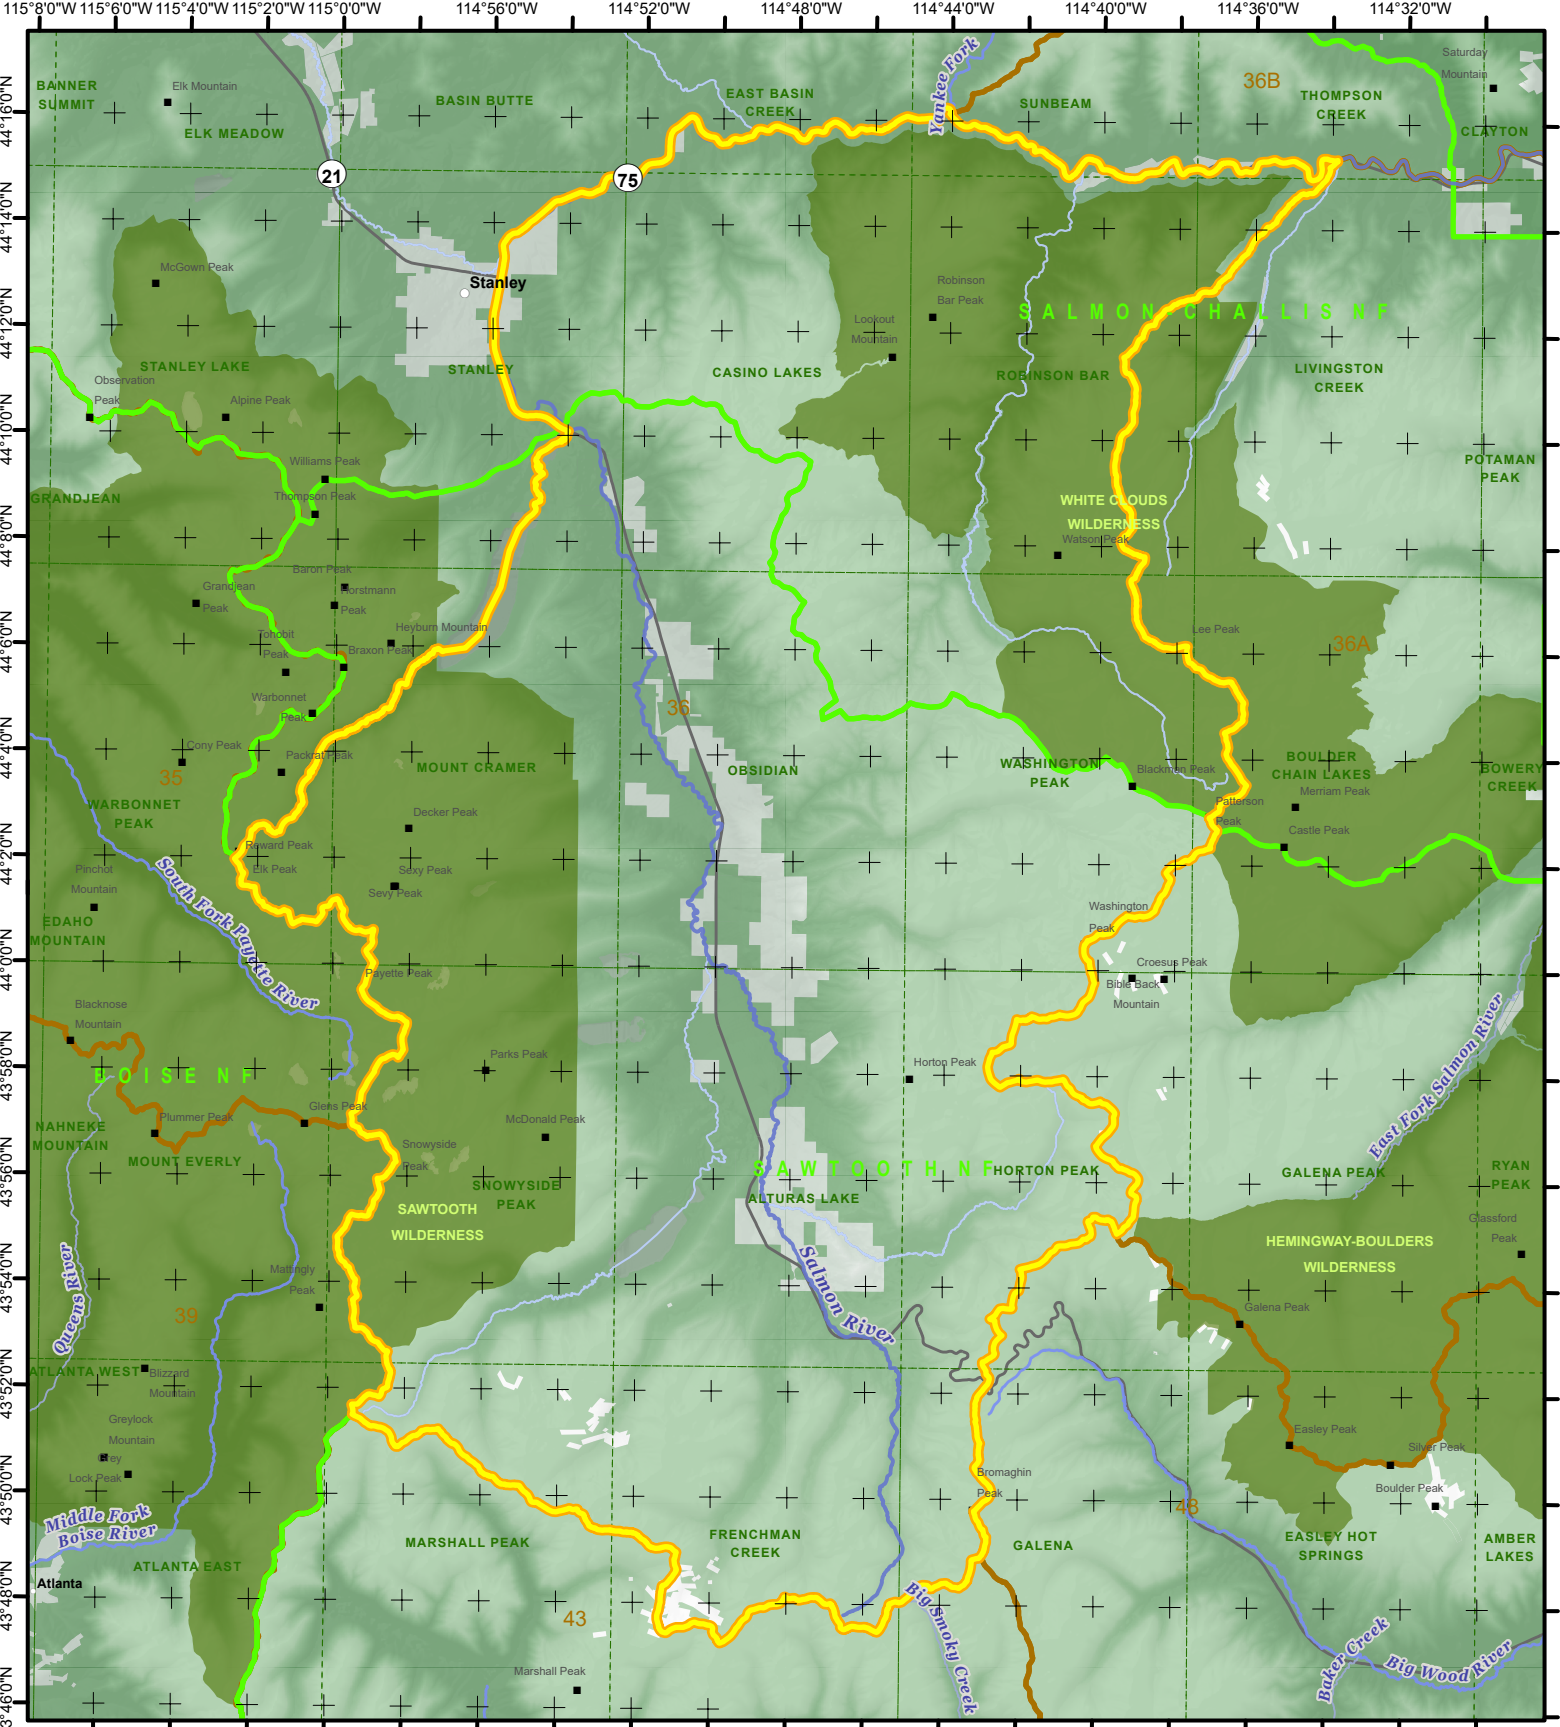 115°8'0"W
115°4'0"W
115°2'0"W
115°0'0"W
114°56'0"W
114°52'0"W
114°48'0"W
114°44'0"W
114°40'0"W
114°36'0"W
114°32'0"W
44°16'0"N
44°14'0"N
44°12'0"N
44°10'0"N
44°8'0"N
44°6'0"N
44°4'0"N
44°2'0"N
44°0'0"N
43°58'0"N
43°56'0"N
43°54'0"N
43°52'0"N
43°50'0"N
43°48'0"N
3°46'0"N
BANNER
SUMMIT
Elk Mountain
ELK MEADOW
BASIN BUTTE
EAST BASIN
CREEK
Yankee Fork
SUNBEAM
36B
THOMPSON
CREEK
Saturday
Mountain
CLAYTON
21
75
McGown Peak
Stanley
STANLEY LAKE
STANLEY
Observation
Peak
Alpine Peak
CASINO LAKES
Robinson
Bar Peak
Lookout
Mountain
SALMON-CHALLIS NF
ROBINSON BAR
LIVINGSTON
CREEK
POTAMAN
PEAK
GRANDJEAN
Williams Peak
Thompson Peak
WHITE CLOUDS
WILDERNESS
Watson Peak
Baron Peak
Horstmann
Peak
Grandjean
Peak
Tohobit
Peak
Heyburn Mountain
Braxon Peak
Warbonnet
Peak
Lee Peak
36A
36
Cony Peak
35
Packrat Peak
MOUNT CRAMER
OBSIDIAN
WASHINGTON
PEAK
Blackman Peak
BOULDER
CHAIN LAKES
BOWERY
CREEK
WARBONNET
PEAK
Decker Peak
Patterson
Peak
Merriam Peak
Castle Peak
Reward Peak
Elk Peak
Sexy Peak
Sevy Peak
Pinchot
Mountain
EDAHO
MOUNTAIN
South Fork Payette River
Washington
Peak
Payette Peak
Croesus Peak
Bible Back
Mountain
Blacknose
Mountain
BOISE NF
Parks Peak
Horton Peak
East Fork Salmon River
Plummer Peak
Glens Peak
McDonald Peak
NAHNEKE
MOUNTAIN
MOUNT EVERLY
Snowyside
Peak
SNOWYSIDE
PEAK
SAWTOOTH NF
HORTON PEAK
ALTURAS LAKE
GALENA PEAK
RYAN
PEAK
SAWTOOTH
WILDERNESS
Glassford
Peak
HEMINGWAY-BOULDERS
WILDERNESS
Queens River
Mattingly
Peak
39
Salmon River
Galena Peak
ATLANTA WEST
Blizzard
Mountain
Greylock
Mountain
Grey
Lock Peak
Easley Peak
Silver Peak
Boulder Peak
Bromaghin
Peak
48
Middle Fork
Boise River
MARSHALL PEAK
FRENCHMAN
CREEK
GALENA
EASLEY HOT
SPRINGS
AMBER
LAKES
ATLANTA EAST
Atlanta
43
Big Smoky Creek
Marshall Peak
Baker Creek
Big Wood River